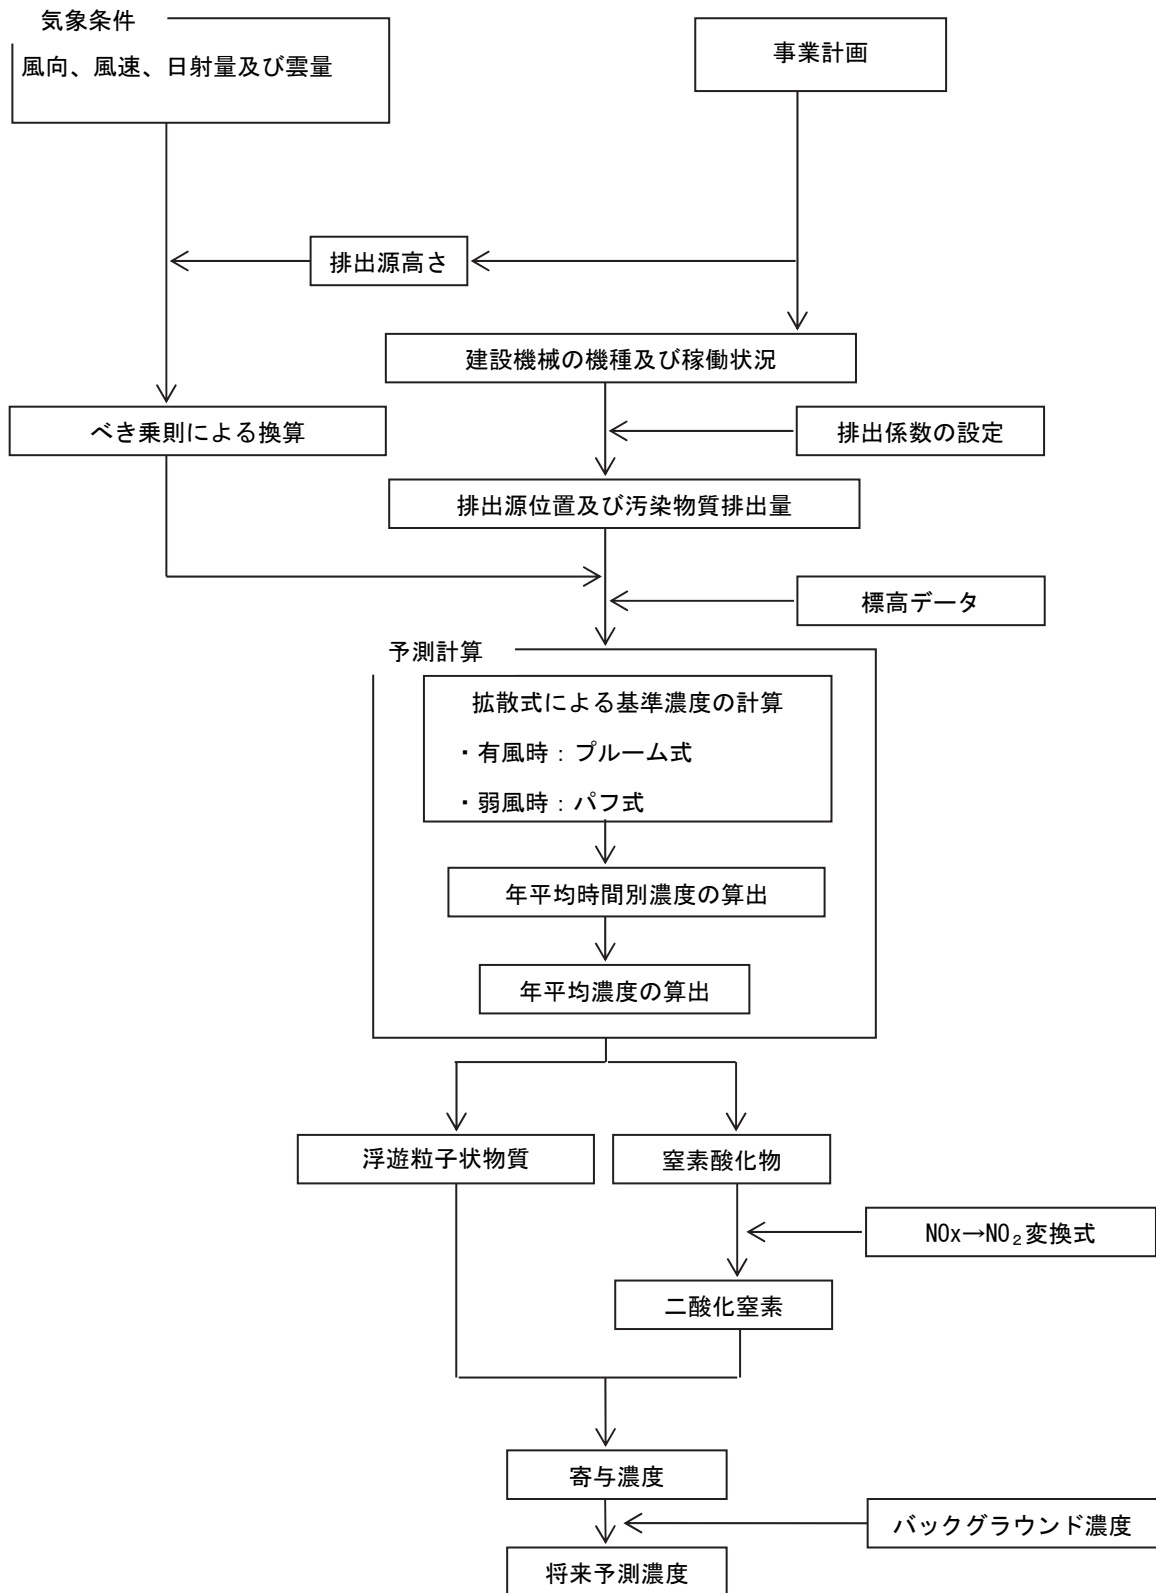 気象条件
風向、風速、日射量及び雲量
事業計画
排出源高さ
建設機械の機種及び稼働状況
べき乗則による換算
排出係数の設定
排出源位置及び汚染物質排出量
標高データ
予測計算
拡散式による基準濃度の計算
・有風時：プルーム式
・弱風時：パフ式
年平均時間別濃度の算出
年平均濃度の算出
浮遊粒子状物質
窒素酸化物
NOx→NO₂変換式
二酸化窒素
寄与濃度
バックグラウンド濃度
将来予測濃度